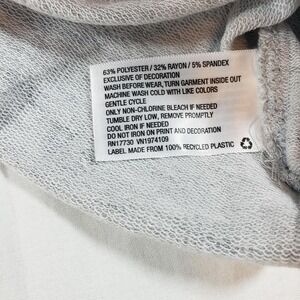 63% POLYESTER / 32% RAYON / 5% SPANDEX
EXCLUSIVE OF DECORATION
WASH BEFORE WEAR, TURN GARMENT INSIDE OUT
MACHINE WASH COLD WITH LIKE COLORS
GENTLE CYCLE
ONLY NON-CHLORINE BLEACH IF NEEDED
TUMBLE DRY LOW, REMOVE PROMPTLY
COOL IRON IF NEEDED
DO NOT IRON ON PRINT AND DECORATION
RN17730 VN1974109
LABEL MADE FROM 100% RECYCLED PLASTIC